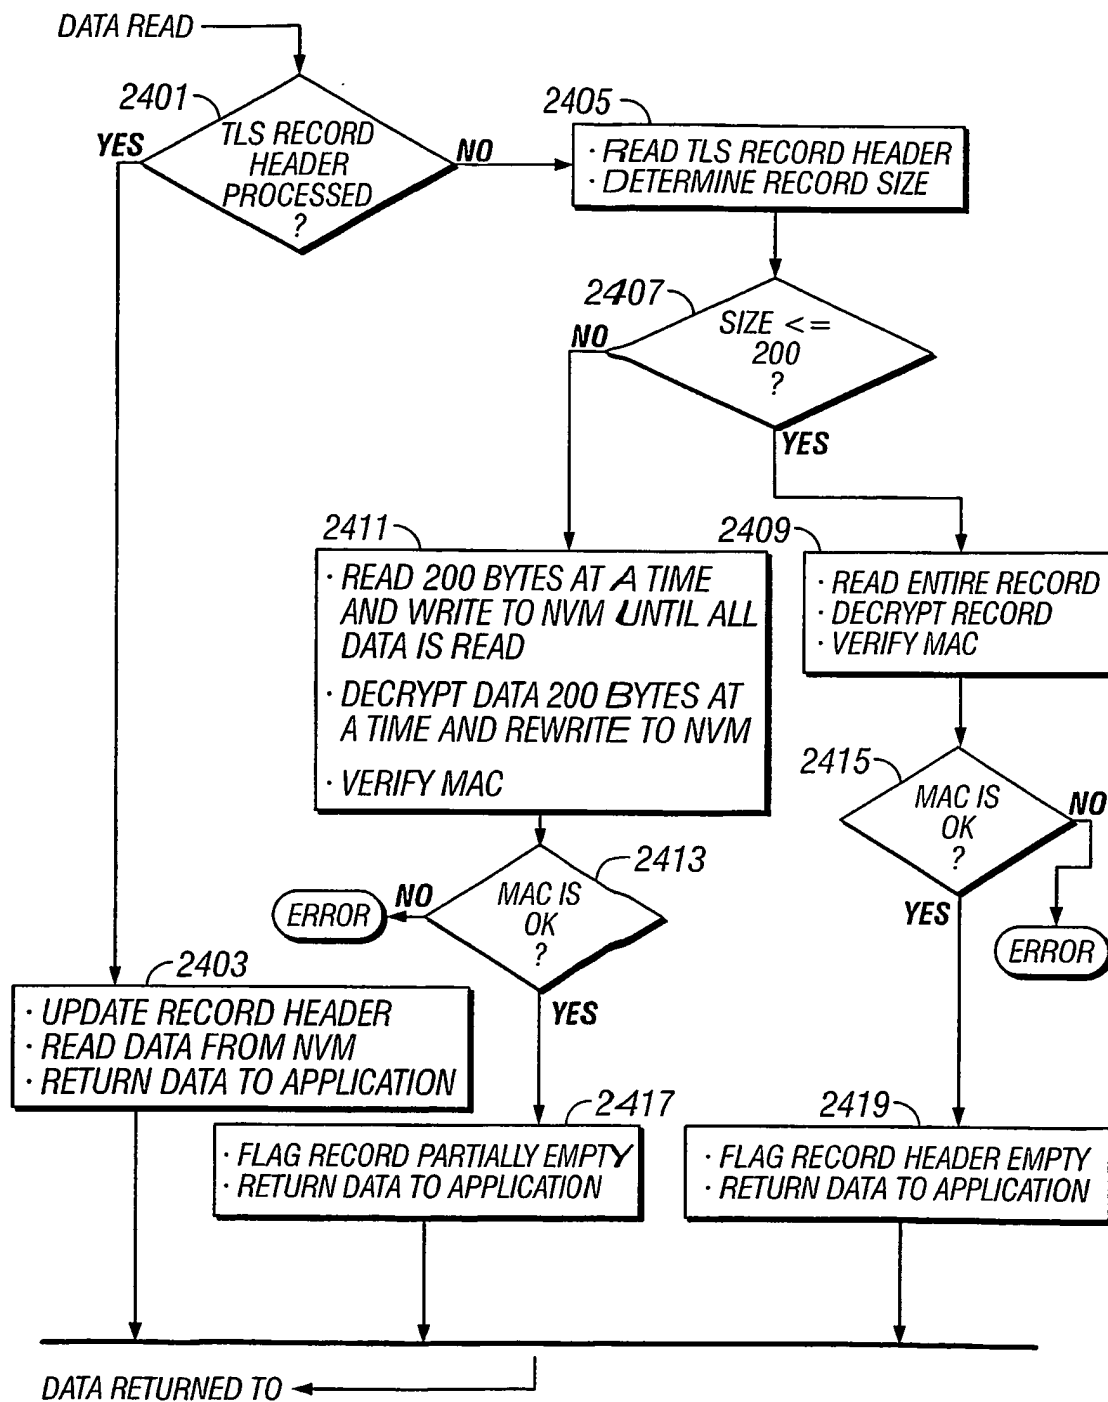 DATA READ
2401
TLS RECORD
HEADER
PROCESSED
?
YES
NO
2405
· READ TLS RECORD HEADER
· DETERMINE RECORD SIZE
2407
SIZE <=
200
?
NO
YES
2411
· READ 200 BYTES AT A TIME
AND WRITE TO NVM UNTIL ALL
DATA IS READ
· DECRYPT DATA 200 BYTES AT
A TIME AND REWRITE TO NVM
· VERIFY MAC
2409
· READ ENTIRE RECORD
· DECRYPT RECORD
· VERIFY MAC
2415
MAC IS
OK
?
NO
YES
ERROR
2413
MAC IS
OK
?
NO
ERROR
YES
2403
· UPDATE RECORD HEADER
· READ DATA FROM NVM
· RETURN DATA TO APPLICATION
2417
· FLAG RECORD PARTIALLY EMPTY
· RETURN DATA TO APPLICATION
2419
· FLAG RECORD HEADER EMPTY
· RETURN DATA TO APPLICATION
DATA RETURNED TO